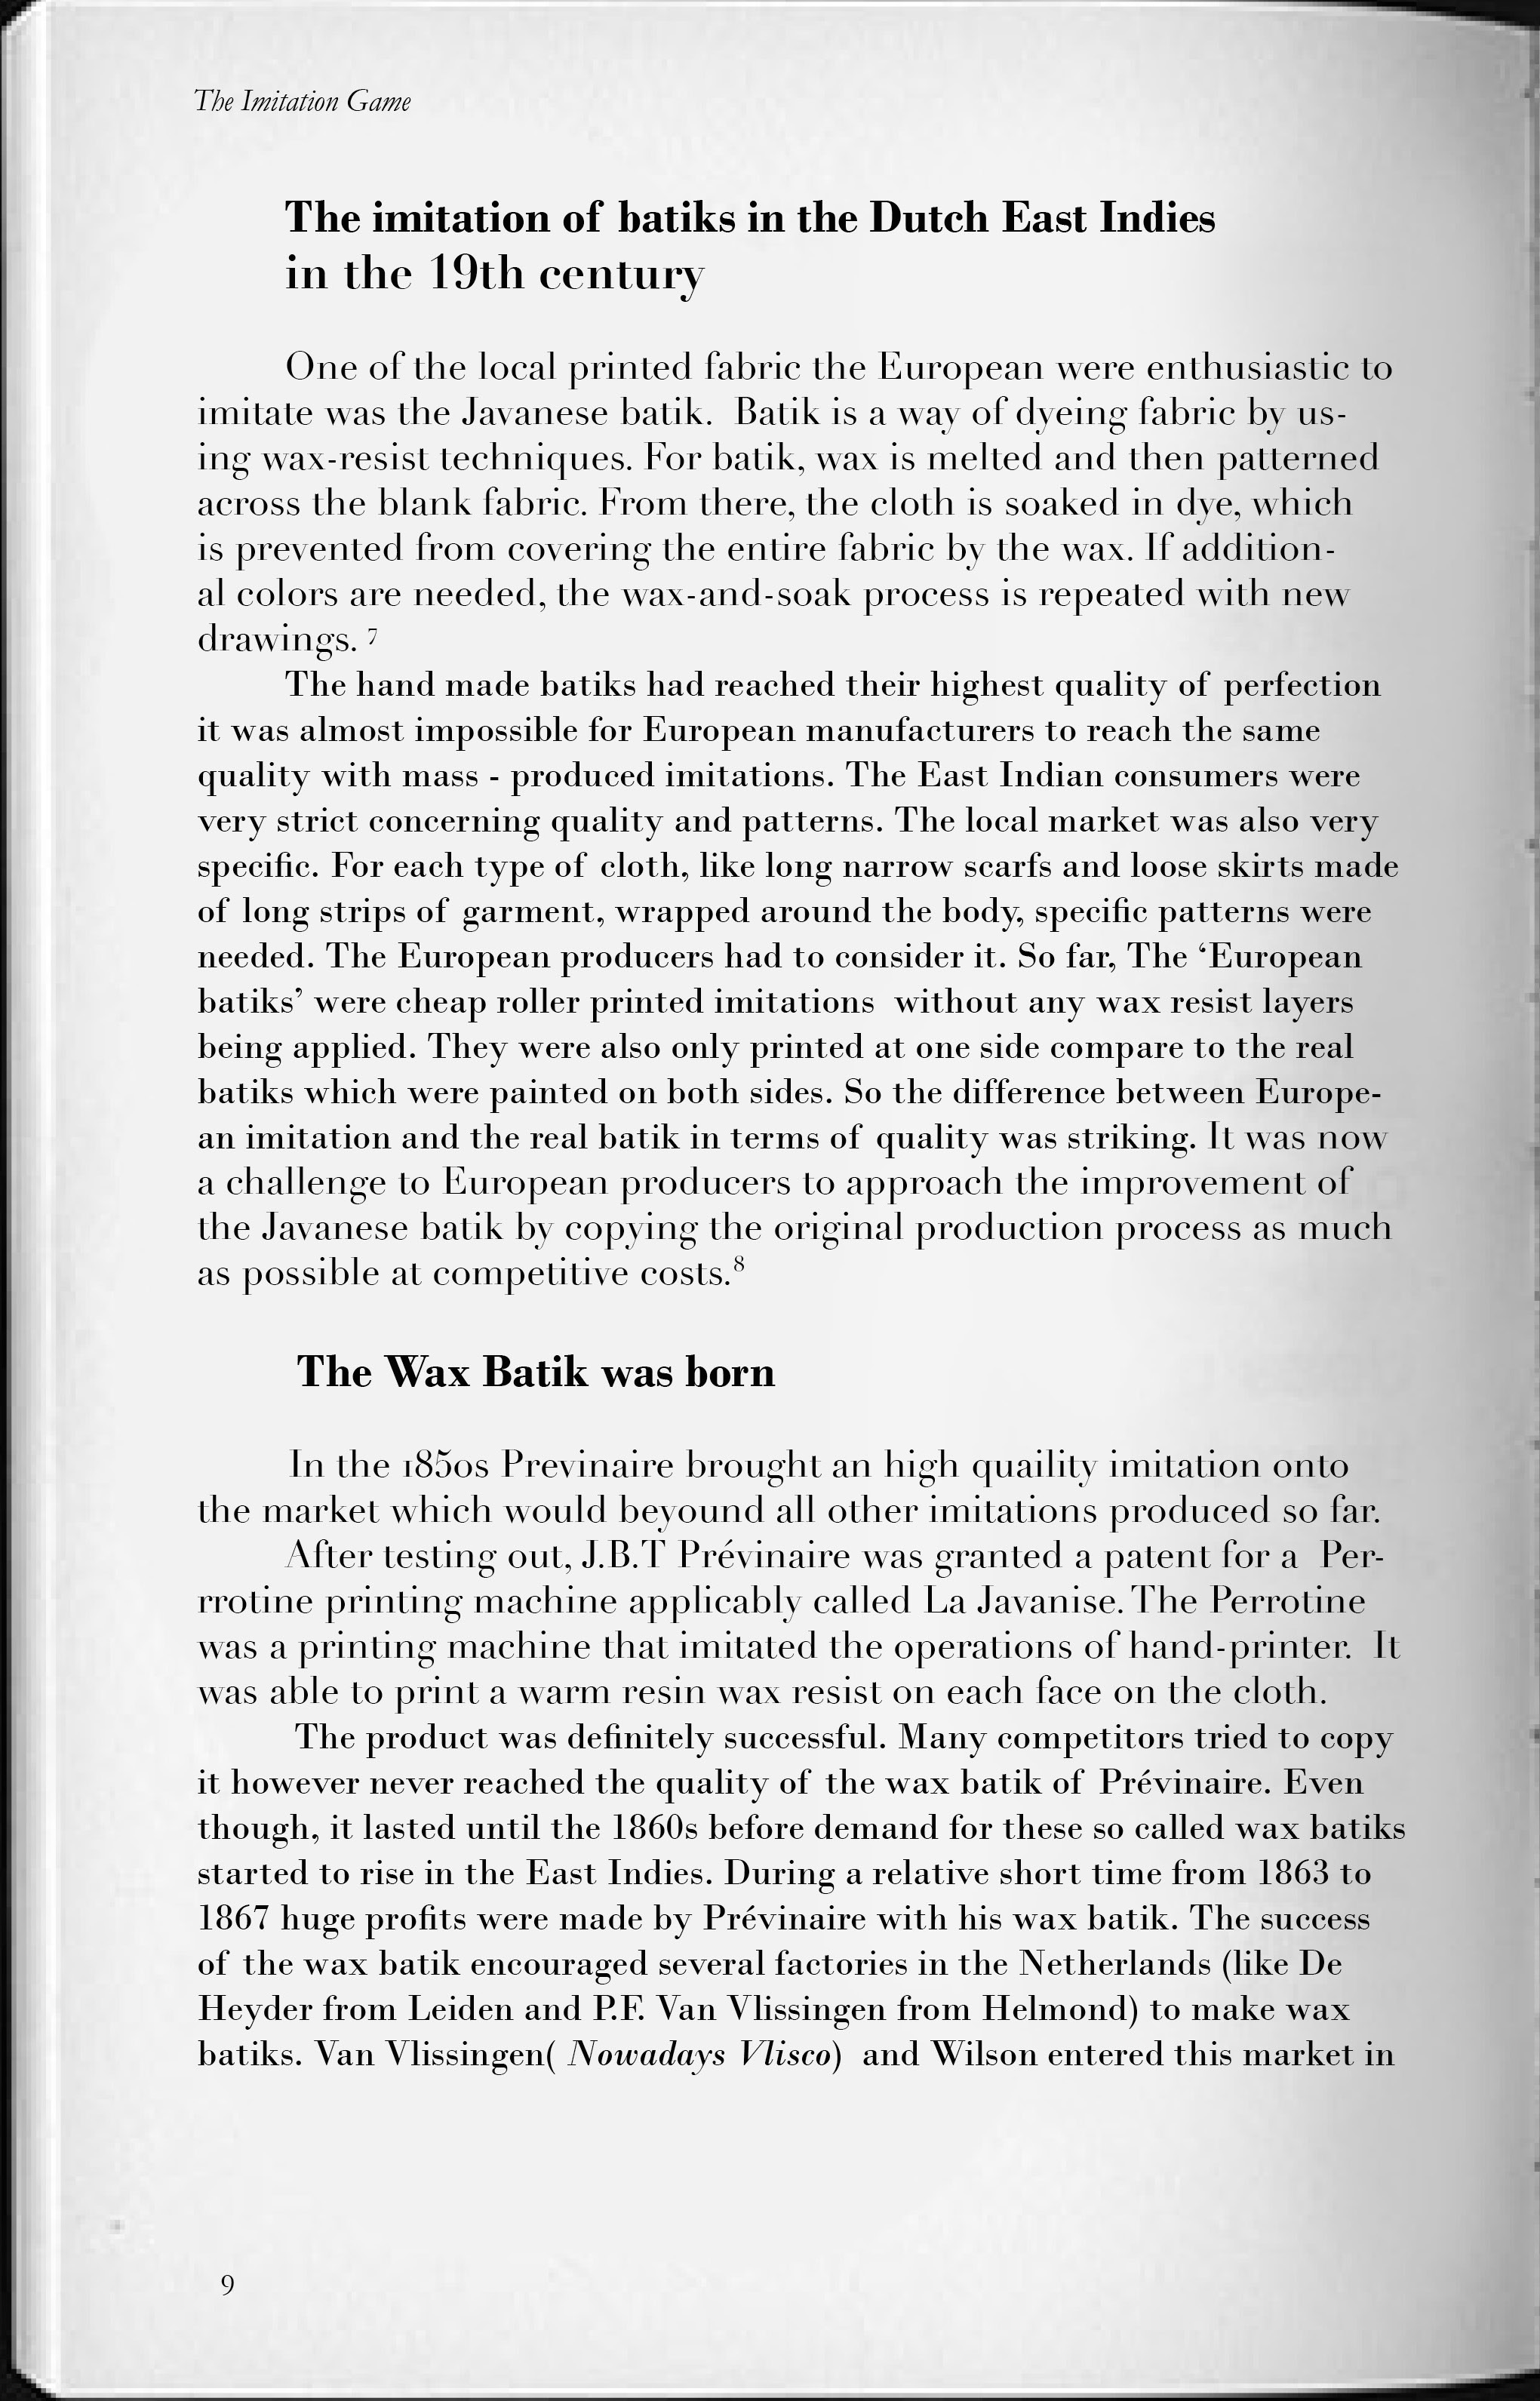 The Imitation Game
The imitation of batiks in the Dutch East Indies
in the 19th century
One of the local printed fabric the European were enthusiastic to
imitate was the Javanese batik.  Batik is a way of dyeing fabric by us-
ing wax-resist techniques. For batik, wax is melted and then patterned
across the blank fabric. From there, the cloth is soaked in dye, which
is prevented from covering the entire fabric by the wax. If addition-
al colors are needed, the wax-and-soak process is repeated with new
drawings. 7
The hand made batiks had reached their highest quality of perfection
it was almost impossible for European manufacturers to reach the same
quality with mass - produced imitations. The East Indian consumers were
very strict concerning quality and patterns. The local market was also very
specific. For each type of cloth, like long narrow scarfs and loose skirts made
of long strips of garment, wrapped around the body, specific patterns were
needed. The European producers had to consider it. So far, The ‘European
batiks’ were cheap roller printed imitations  without any wax resist layers
being applied. They were also only printed at one side compare to the real
batiks which were painted on both sides. So the difference between Europe-
an imitation and the real batik in terms of quality was striking. It was now
a challenge to European producers to approach the improvement of
the Javanese batik by copying the original production process as much
as possible at competitive costs.8
The Wax Batik was born
In the 1850s Previnaire brought an high quaility imitation onto
the market which would beyound all other imitations produced so far.
After testing out, J.B.T Prévinaire was granted a patent for a  Per-
rrotine printing machine applicably called La Javanise. The Perrotine
was a printing machine that imitated the operations of hand-printer.  It
was able to print a warm resin wax resist on each face on the cloth.
The product was definitely successful. Many competitors tried to copy
it however never reached the quality of the wax batik of Prévinaire. Even
though, it lasted until the 1860s before demand for these so called wax batiks
started to rise in the East Indies. During a relative short time from 1863 to
1867 huge profits were made by Prévinaire with his wax batik. The success
of the wax batik encouraged several factories in the Netherlands (like De
Heyder from Leiden and P.F. Van Vlissingen from Helmond) to make wax
batiks. Van Vlissingen( Nowadays Vlisco)  and Wilson entered this market in
9